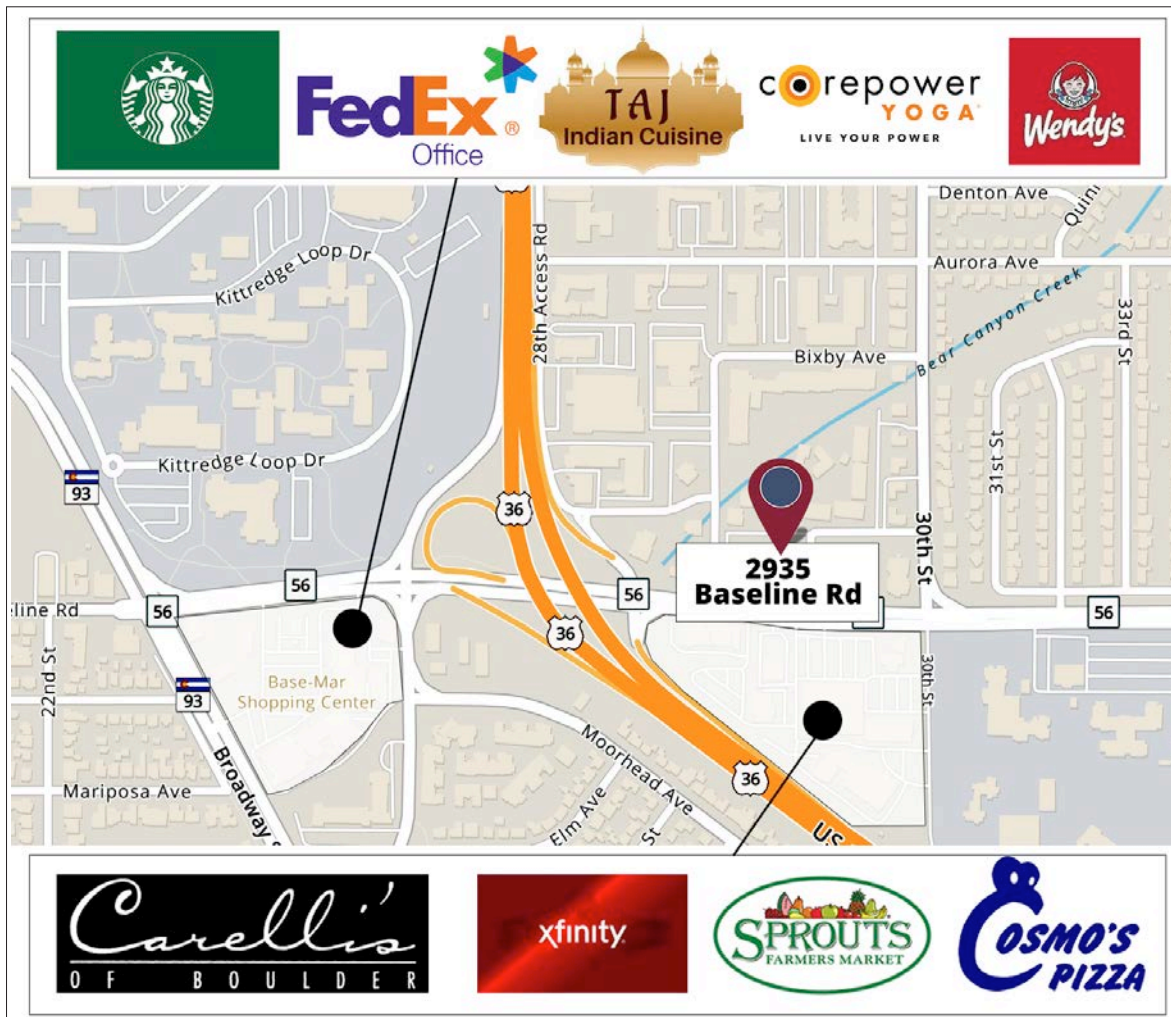 FedEx®
Office
TAJ
Indian Cuisine
corepower
YOGA
LIVE YOUR POWER
Wendy's
Denton Ave
Quin
Kittredge Loop Dr
28th Access Rd
Aurora Ave
33rd St
Bear Canyon Creek
Bixby Ave
31st St
Kittredge Loop Dr
93
36
30th St
2935
Baseline Rd
56
56
56
56
eline Rd
36
22nd St
93
Base-Mar
Shopping Center
30th St
Moorhead Ave
Mariposa Ave
Broadway S
36
Elm Ave
St
US
Carelli's
OF BOULDER
xfinity
SPROUTS
FARMERS MARKET
COSMO'S
PIZZA